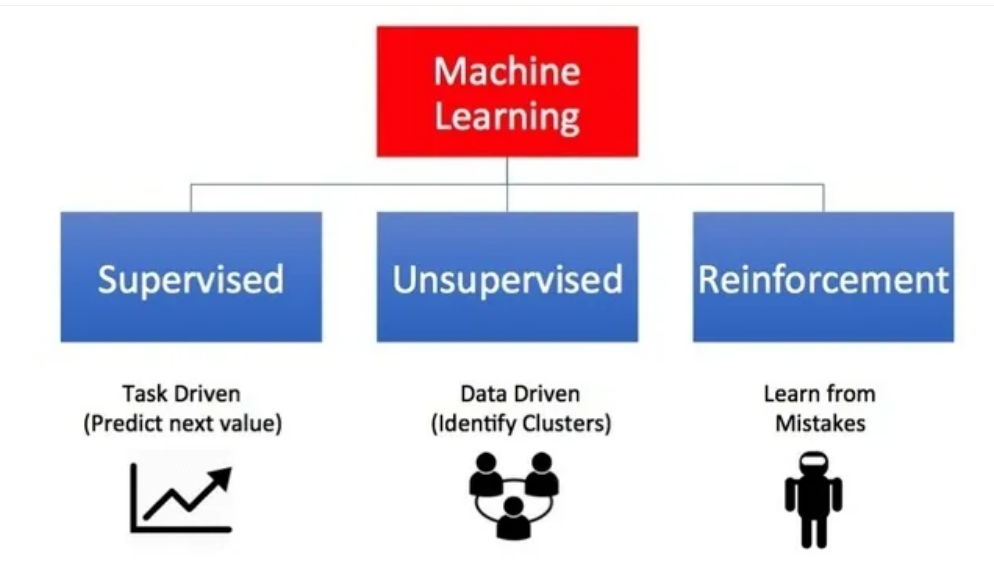 Machine
Learning
Supervised
Unsupervised
Reinforcement
Task Driven
(Predict next value)
Data Driven
(Identify Clusters)
Learn from
Mistakes